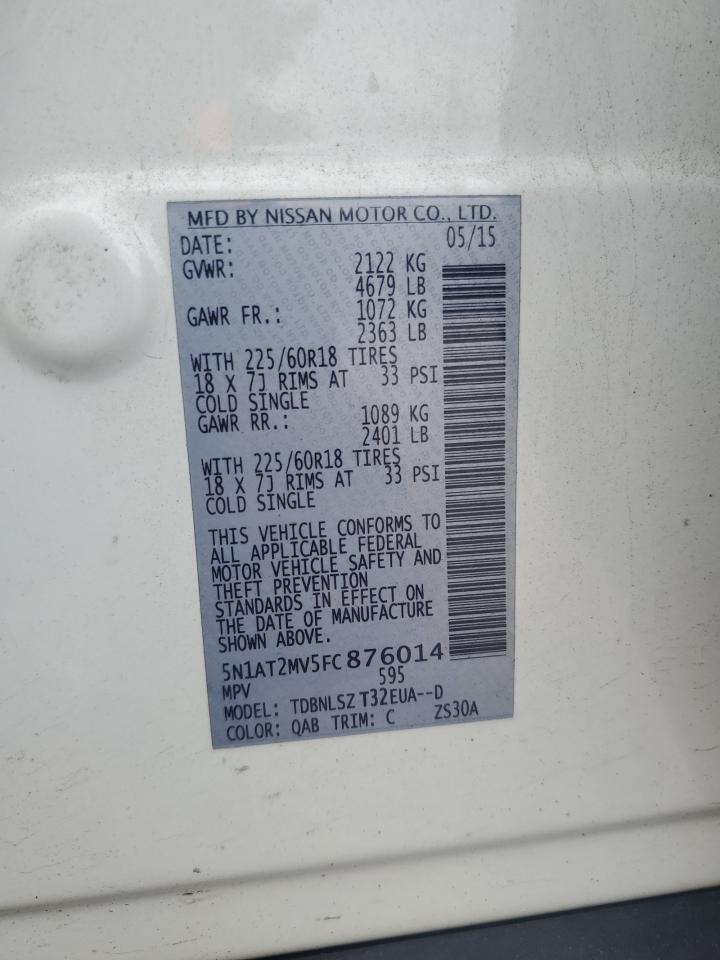 MFD BY NISSAN MOTOR CO., LTD.
DATE: 05/15
GVWR: 2122 KG
4679 LB
GAWR FR.: 1072 KG
2363 LB
WITH 225/60R18 TIRES
18 X 7J RIMS AT 33 PSI
COLD SINGLE
GAWR RR.: 1089 KG
2401 LB
WITH 225/60R18 TIRES
18 X 7J RIMS AT 33 PSI
COLD SINGLE
THIS VEHICLE CONFORMS TO
ALL APPLICABLE FEDERAL
MOTOR VEHICLE SAFETY AND
THEFT PREVENTION
STANDARDS IN EFFECT ON
THE DATE OF MANUFACTURE
SHOWN ABOVE.
5N1AT2MV5FC876014
MPV 595
MODEL: TDBNLSZ T32EUA--D
COLOR: QAB TRIM: C ZS30A